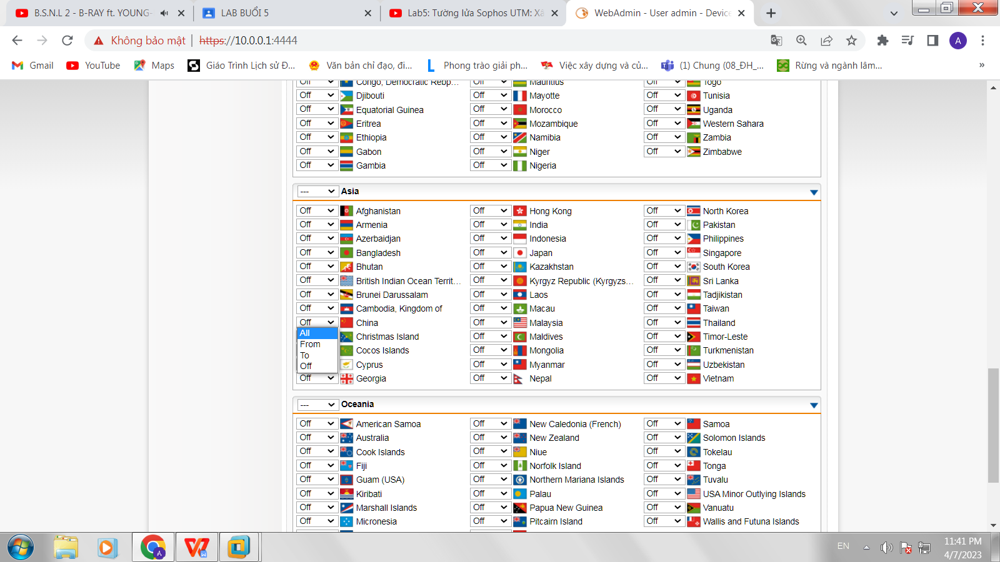 B.S.N.L 2 - B-RAY ft. YOUNG-
LAB BUỔI 5
Lab5: Tường lửa Sophos UTM: Xâ
WebAdmin - User admin - Device
Không bảo mật | https://10.0.0.1:4444
A
Gmail
YouTube
Maps
Giáo Trình Lịch sử Đ...
Văn bản chỉ đạo, đi...
Phong trào giải ph...
Việc xây dựng và củ...
(1) Chung (08_ĐH_...
Rừng và ngành lâm...
»
Off Congo, Democratic Rebp... Off Mauritius Off Togo
Off Djibouti Off Mayotte Off Tunisia
Off Equatorial Guinea Off Morocco Off Uganda
Off Eritrea Off Mozambique Off Western Sahara
Off Ethiopia Off Namibia Off Zambia
Off Gabon Off Niger Off Zimbabwe
Off Gambia Off Nigeria
--- Asia
Off Afghanistan Off Hong Kong Off North Korea
Off Armenia Off India Off Pakistan
Off Azerbaidjan Off Indonesia Off Philippines
Off Bangladesh Off Japan Off Singapore
Off Bhutan Off Kazakhstan Off South Korea
Off British Indian Ocean Territ... Off Kyrgyz Republic (Kyrgyzs... Off Sri Lanka
Off Brunei Darussalam Off Laos Off Tadjikistan
Off Cambodia, Kingdom of Off Macau Off Taiwan
Off China Off Malaysia Off Thailand
All
From
To
Off
Christmas Island Off Maldives Off Timor-Leste
Cocos Islands Off Mongolia Off Turkmenistan
Cyprus Off Myanmar Off Uzbekistan
Off Georgia Off Nepal Off Vietnam
--- Oceania
Off American Samoa Off New Caledonia (French) Off Samoa
Off Australia Off New Zealand Off Solomon Islands
Off Cook Islands Off Niue Off Tokelau
Off Fiji Off Norfolk Island Off Tonga
Off Guam (USA) Off Northern Mariana Islands Off Tuvalu
Off Kiribati Off Palau Off USA Minor Outlying Islands
Off Marshall Islands Off Papua New Guinea Off Vanuatu
Off Micronesia Off Pitcairn Island Off Wallis and Futuna Islands
EN
11:41 PM
4/7/2023